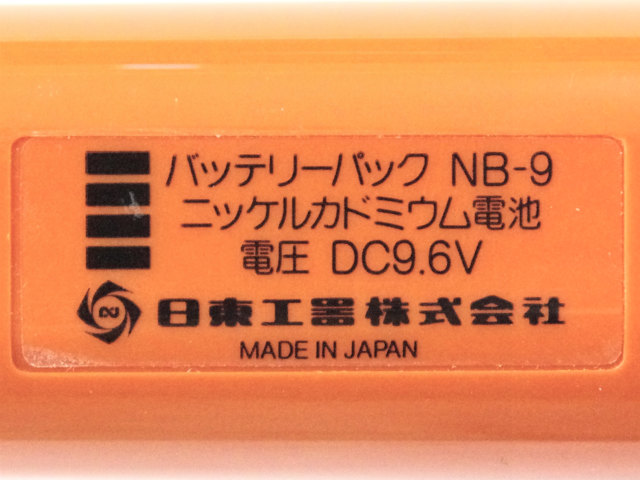 バッテリーパック NB-9
ニッケルカドミウム電池
電圧 DC9.6V
日東工器株式会社
MADE IN JAPAN